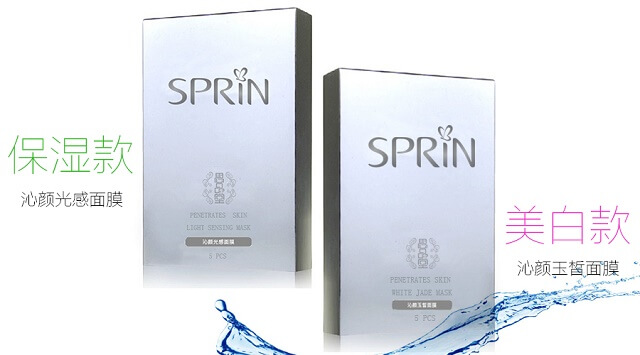 保湿款
沁颜光感面膜
SPRiN
PENETRATES SKIN
LIGHT SENSING MASK
沁颜光感面膜
5 PCS
SPRiN
PENETRATES SKIN
WHITE JADE MASK
沁颜玉皙面膜
5 PCS
美白款
沁颜玉皙面膜